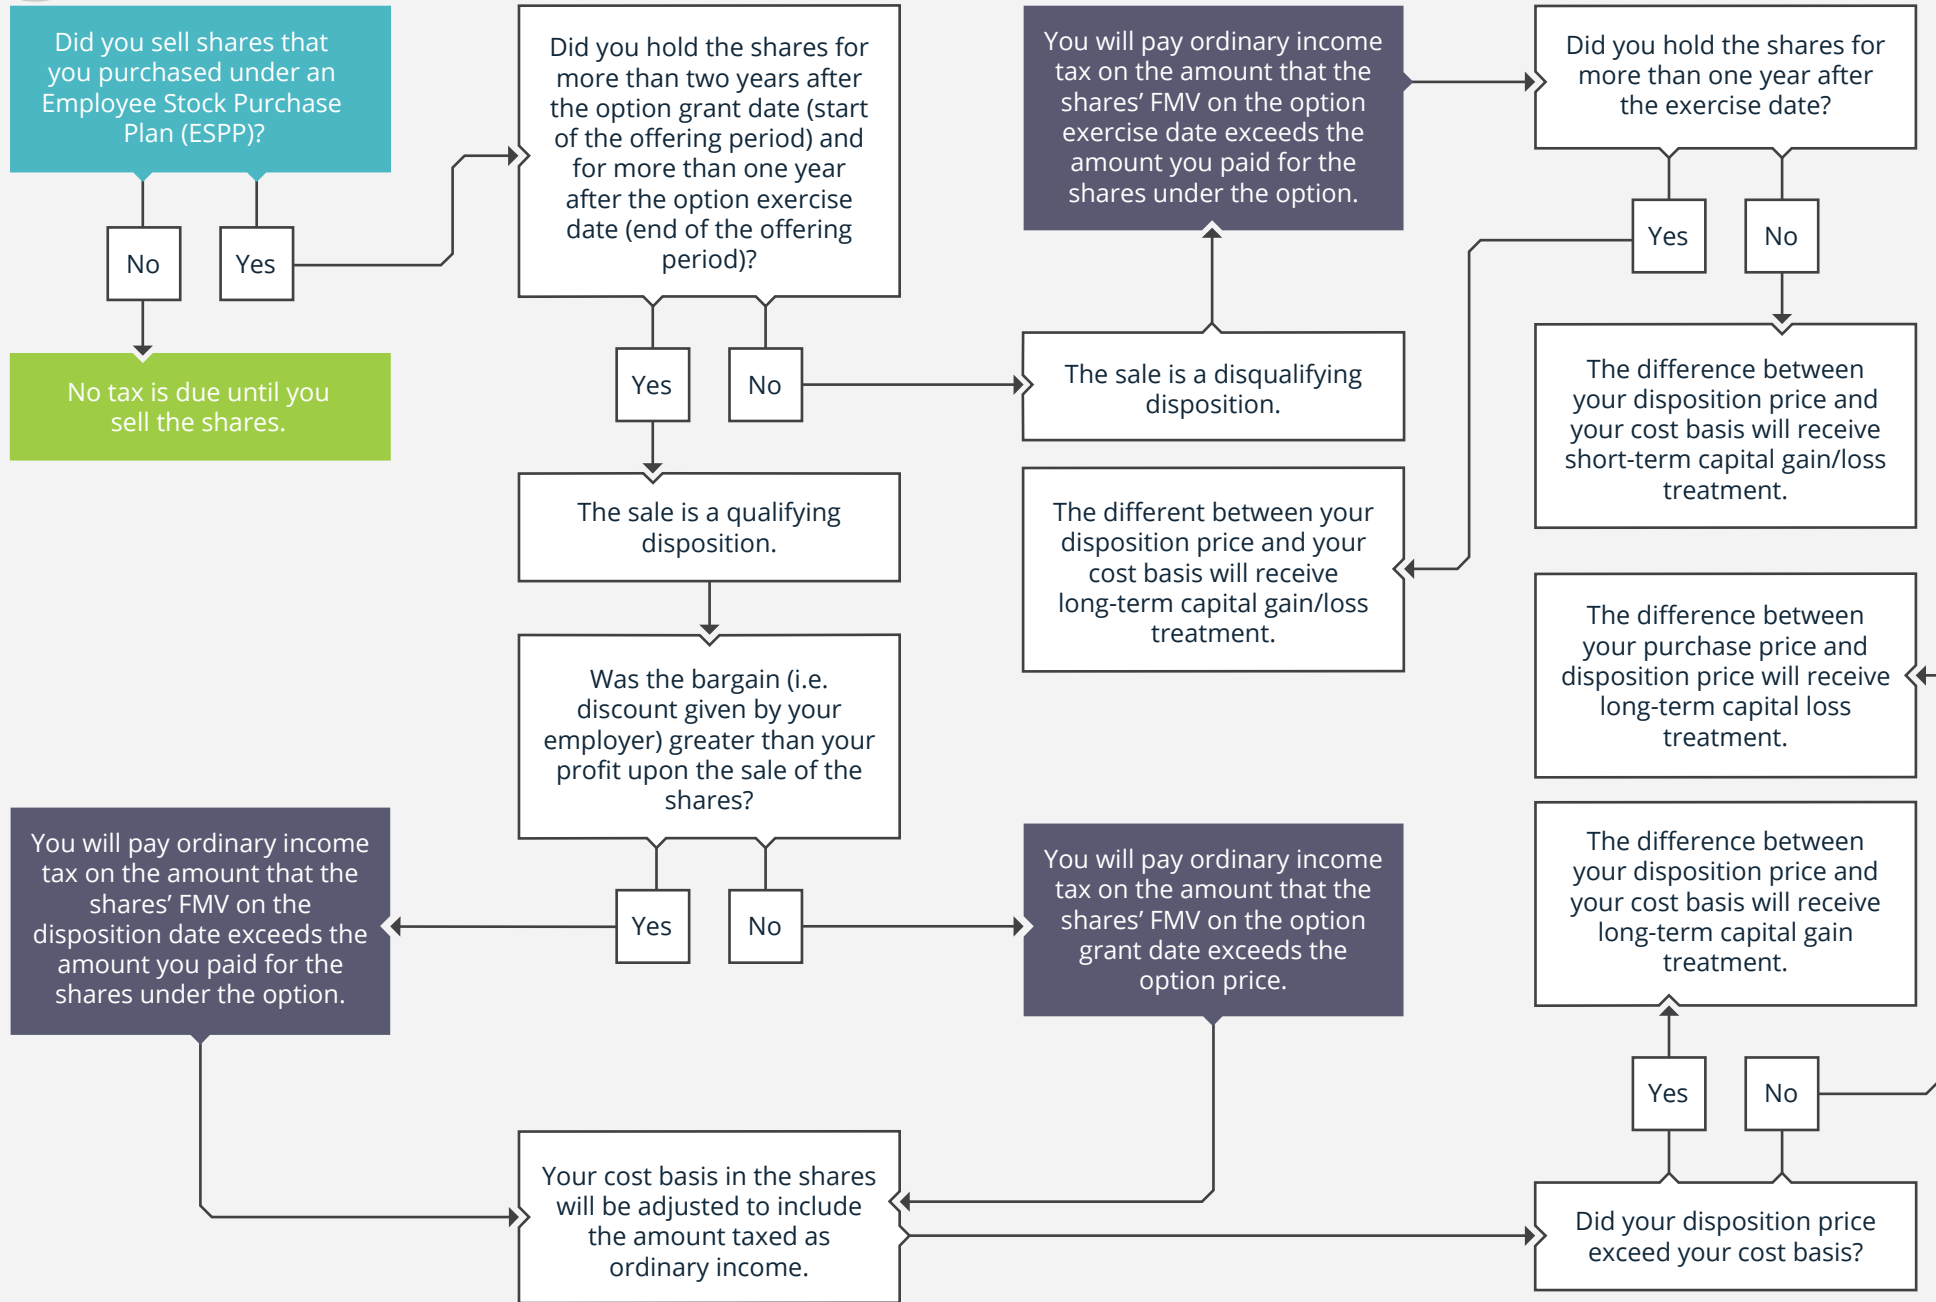 Did you sell shares that
you purchased under an
Employee Stock Purchase
Plan (ESPP)?
No
Yes
No tax is due until you
sell the shares.
Did you hold the shares for
more than two years after
the option grant date (start
of the offering period) and
for more than one year
after the option exercise
date (end of the offering
period)?
Yes
No
The sale is a qualifying
disposition.
Was the bargain (i.e.
discount given by your
employer) greater than your
profit upon the sale of the
shares?
Yes
No
You will pay ordinary income
tax on the amount that the
shares’ FMV on the
disposition date exceeds the
amount you paid for the
shares under the option.
Your cost basis in the shares
will be adjusted to include
the amount taxed as
ordinary income.
You will pay ordinary income
tax on the amount that the
shares’ FMV on the option
exercise date exceeds the
amount you paid for the
shares under the option.
The sale is a disqualifying
disposition.
The different between your
disposition price and your
cost basis will receive
long-term capital gain/loss
treatment.
You will pay ordinary income
tax on the amount that the
shares’ FMV on the option
grant date exceeds the
option price.
Did you hold the shares for
more than one year after
the exercise date?
Yes
No
The difference between
your disposition price and
your cost basis will receive
short-term capital gain/loss
treatment.
The difference between
your purchase price and
disposition price will receive
long-term capital loss
treatment.
The difference between
your disposition price and
your cost basis will receive
long-term capital gain
treatment.
Yes
No
Did your disposition price
exceed your cost basis?